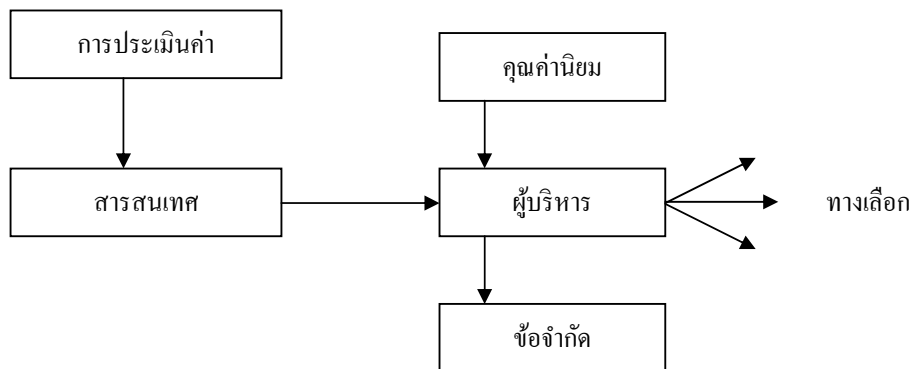 การประเมินค่า
คุณค่านิยม
สารสนเทศ
ผู้บริหาร
ทางเลือก
ข้อจำกัด